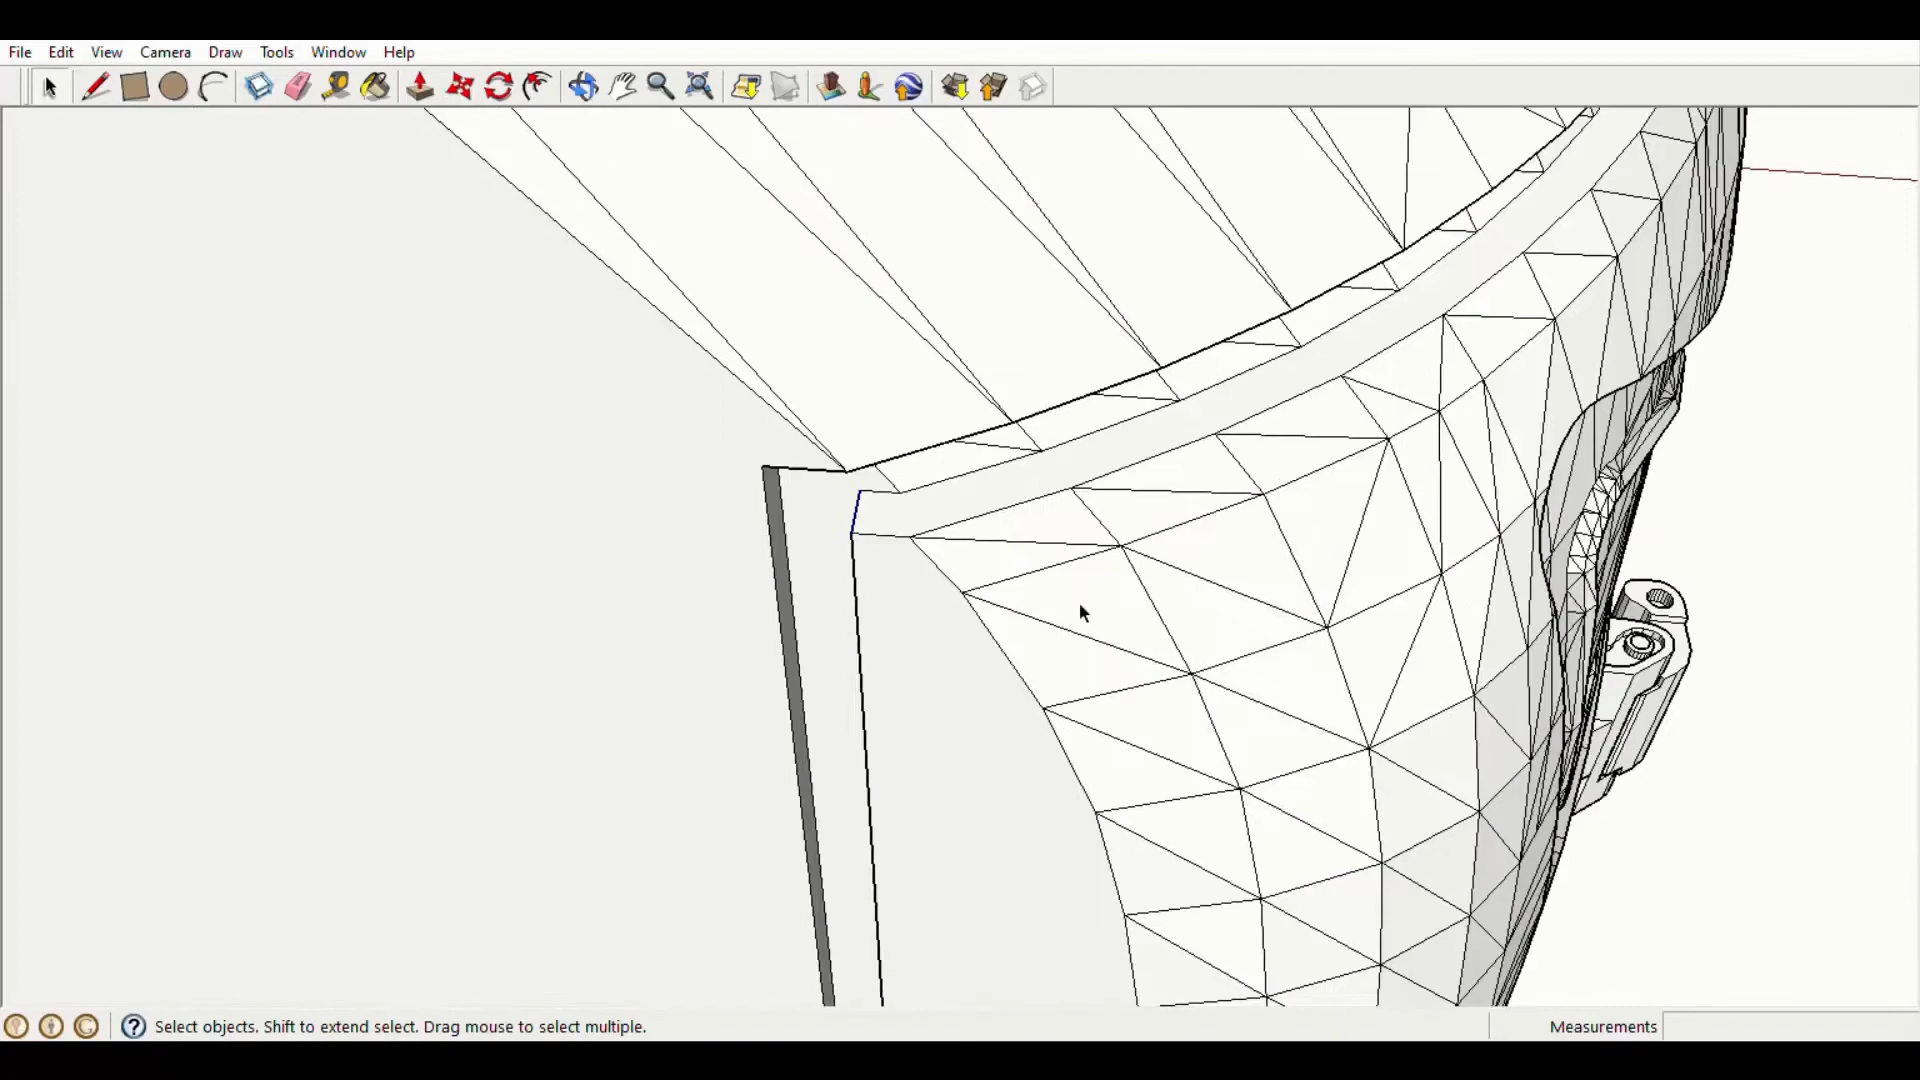 File Edit View Camera Draw Tools Window Help
Select objects. Shift to extend select. Drag mouse to select multiple.
Measurements